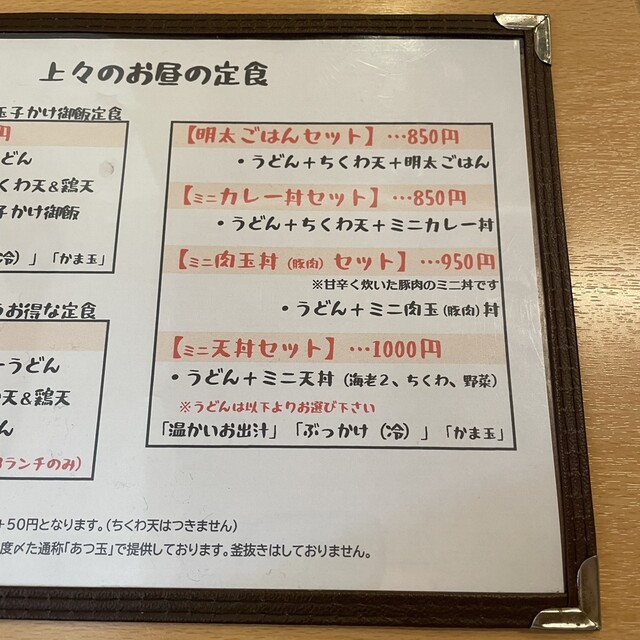 上々のお昼の定食
玉子かけ御飯定食
円
どん
くわ天&鶏天
子かけ御飯
冷）」「かま玉」
うお得な定食
うどん
天&鶏天
ん
ランチのみ)
【明太ごはんセット】…850円
・うどん＋ちくわ天＋明太ごはん
【ミニカレー丼セット】…850円
・うどん＋ちくわ天＋ミニカレー丼
【ミニ肉玉丼（豚肉）セット】…950円
※甘辛く炊いた豚肉のミニ丼です
・うどん＋ミニ肉玉（豚肉）丼
【ミニ天丼セット】…1000円
・うどん＋ミニ天丼（海老2、ちくわ、野菜）
※うどんは以下よりお選び下さい
「温かいお出汁」「ぶっかけ（冷）」「かま玉」
＋50円となります。（ちくわ天はつきません）
度〆た通称「あつ玉」で提供しております。釜抜きはしておりません。